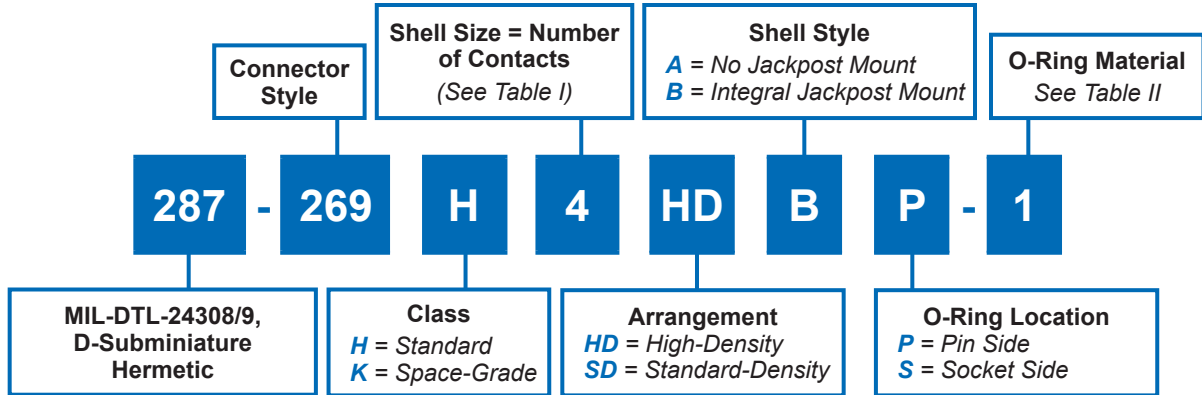 Connector
Style
Shell Size = Number
of Contacts
(See Table I)
Shell Style
A = No Jackpost Mount
B = Integral Jackpost Mount
O-Ring Material
See Table II
287 - 269 H 4 HD B P - 1
MIL-DTL-24308/9,
D-Subminiature
Hermetic
Class
H = Standard
K = Space-Grade
Arrangement
HD = High-Density
SD = Standard-Density
O-Ring Location
P = Pin Side
S = Socket Side